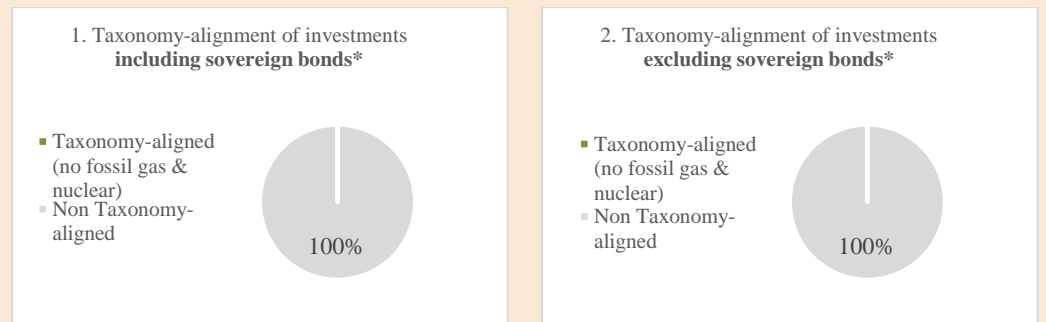 1. Taxonomy-alignment of investments
including sovereign bonds*
Taxonomy-aligned
(no fossil gas &
nuclear)
Non Taxonomy-
aligned
100%
2. Taxonomy-alignment of investments
excluding sovereign bonds*
Taxonomy-aligned
(no fossil gas &
nuclear)
Non Taxonomy-
aligned
100%